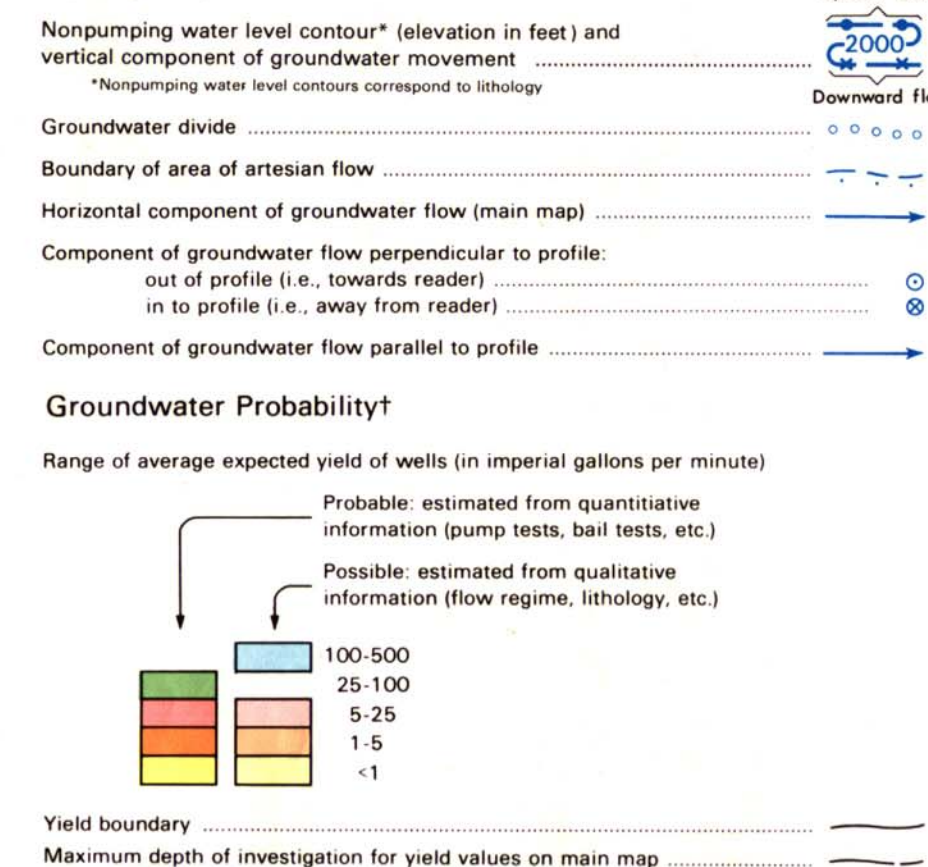 Nonpumping water level contour* (elevation in feet) and
vertical component of groundwater movement
2000
*Nonpumping water level contours correspond to lithology
Downward
Groundwater divide
Boundary of area of artesian flow
Horizontal component of groundwater flow (main map)
Component of groundwater flow perpendicular to profile:
out of profile (i.e., towards reader)
in to profile (i.e., away from reader)
Component of groundwater flow parallel to profile
Groundwater Probability†
Range of average expected yield of wells (in imperial gallons per minute)
Probable: estimated from quantitiative
information (pump tests, bail tests, etc.)
Possible: estimated from qualitative
information (flow regime, lithology, etc.)
100-500
25-100
5-25
1-5
<1
Yield boundary
Maximum depth of investigation for yield values on main map